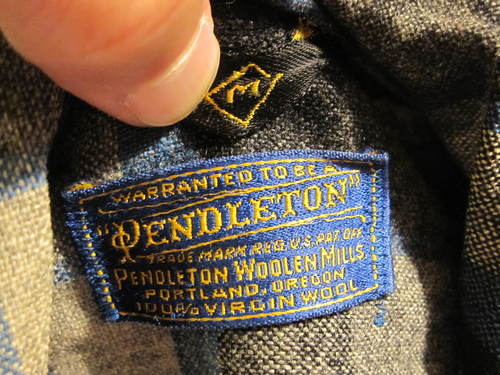 M
WARRANTED TO BE A
"PENDLETON"
TRADE MARK REG. U.S. PAT. OFF.
PENDLETON WOOLEN MILLS
PORTLAND, OREGON
100% VIRGIN WOOL